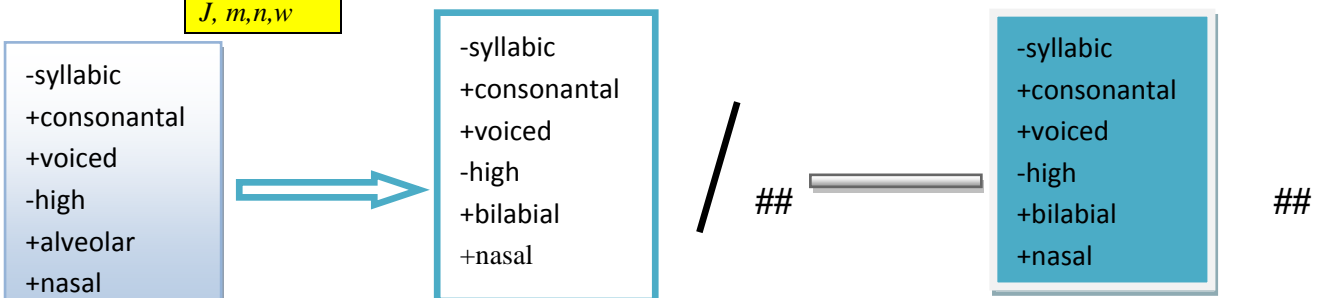 J, m,n,w
-syllabic
+consonantal
+voiced
-high
+alveolar
+nasal
-syllabic
+consonantal
+voiced
-high
+bilabial
+nasal
/
##
-syllabic
+consonantal
+voiced
-high
+bilabial
+nasal
##